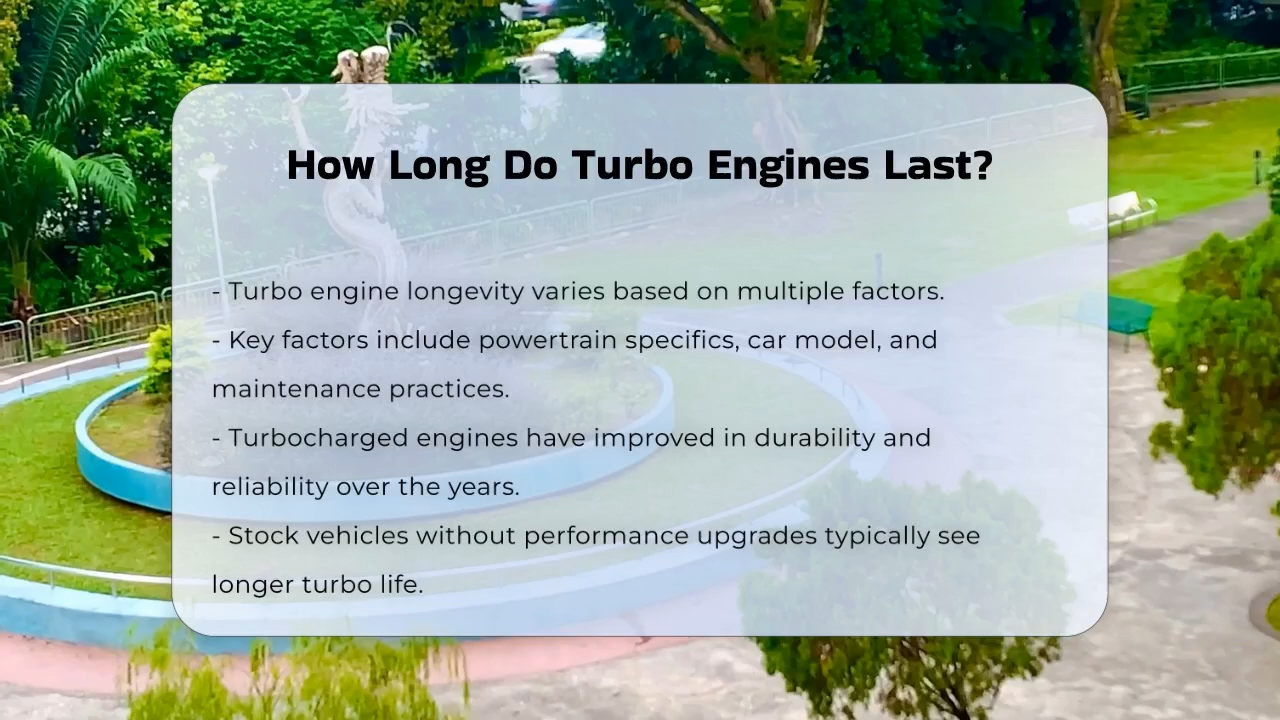 How Long Do Turbo Engines Last?
- Turbo engine longevity varies based on multiple factors.
- Key factors include powertrain specifics, car model, and
maintenance practices.
- Turbocharged engines have improved in durability and
reliability over the years.
- Stock vehicles without performance upgrades typically see
longer turbo life.